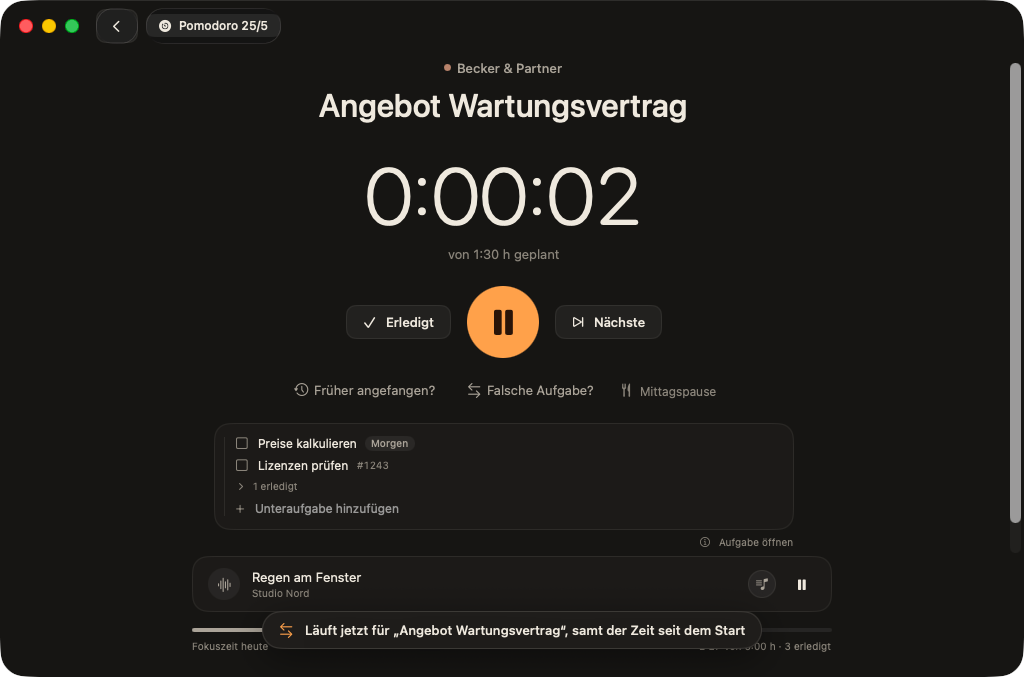 Pomodoro 25/5
Becker & Partner
Angebot Wartungsvertrag
0:00:02
von 1:30 h geplant
Erledigt
Nächste
Früher angefangen?
Falsche Aufgabe?
Mittagspause
Preise kalkulieren Morgen
Lizenzen prüfen #1243
1 erledigt
Unteraufgabe hinzufügen
Aufgabe öffnen
Regen am Fenster
Studio Nord
Läuft jetzt für „Angebot Wartungsvertrag“, samt der Zeit seit dem Start
Fokuszeit heute
h · 3 erledigt